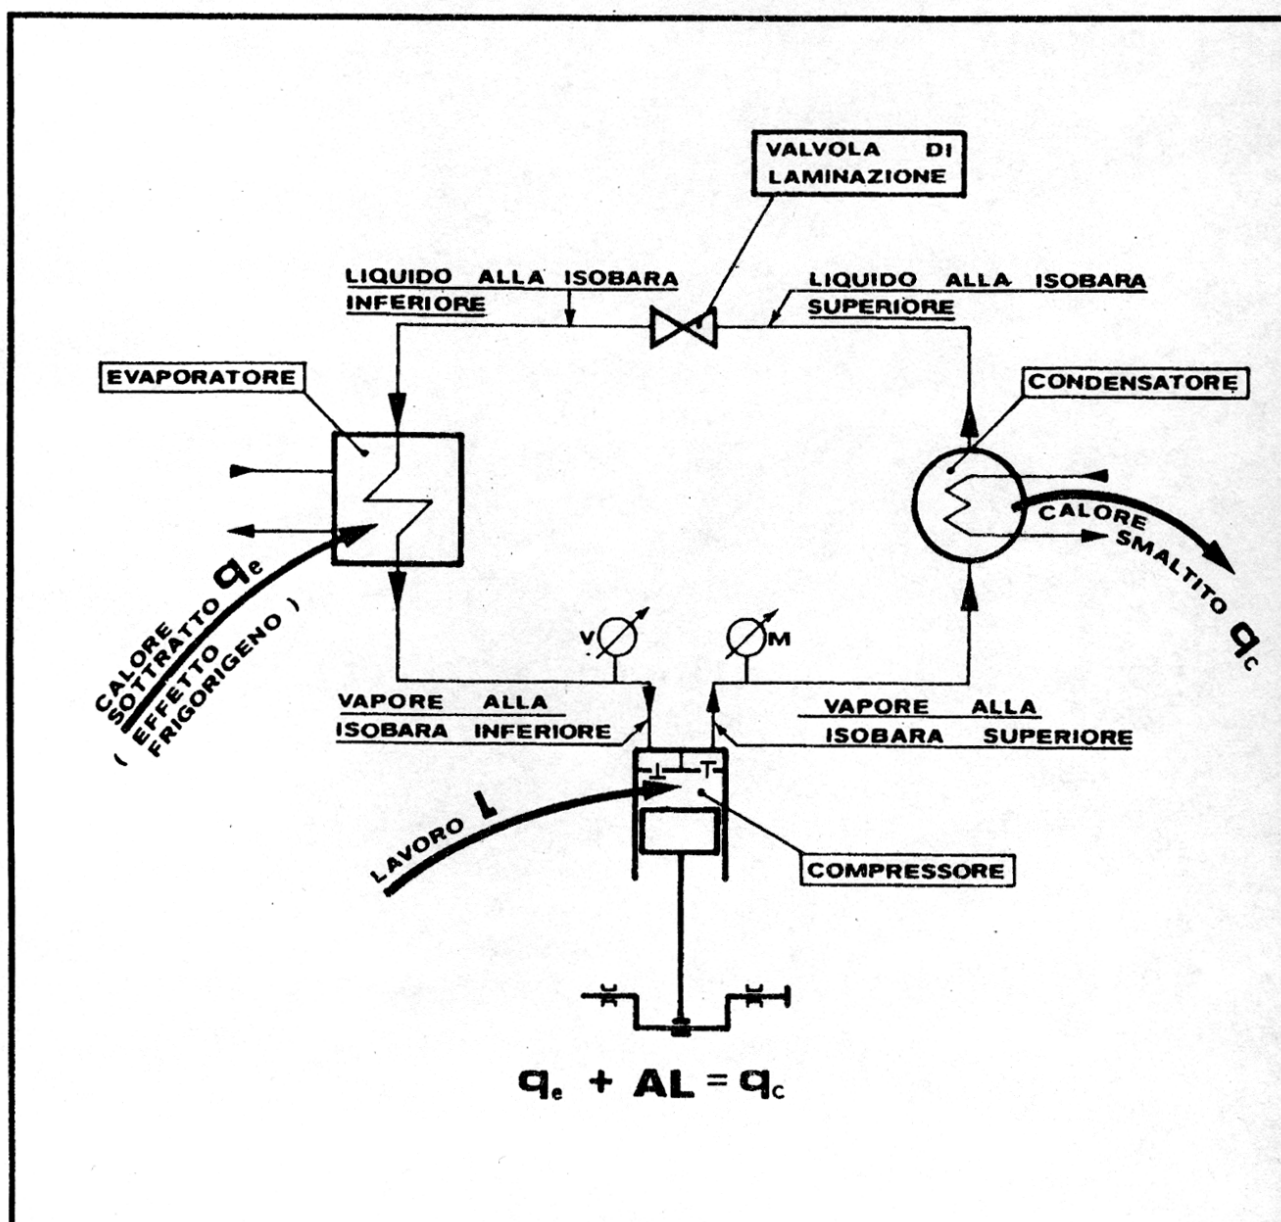 VALVOLA DI
LAMINAZIONE
LIQUIDO ALLA ISOBARA
INFERIORE
LIQUIDO ALLA ISOBARA
SUPERIORE
EVAPORATORE
CONDENSATORE
CALORE
SMALTITO qc
CALORE
SOTTRATTO qe
( EFFETTO
FRIGORIGENO )
V
M
VAPORE ALLA
ISOBARA INFERIORE
VAPORE ALLA
ISOBARA SUPERIORE
LAVORO L
COMPRESSORE
qe + AL = qc